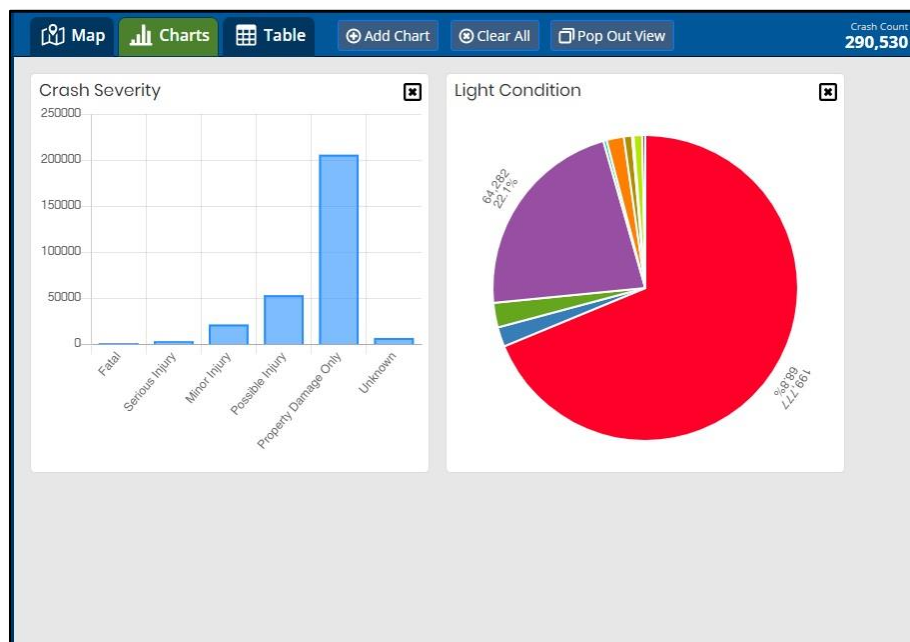 Map
Charts
Table
Add Chart
Clear All
Pop Out View
Crash Count
290,530
Crash Severity
250000
200000
150000
100000
50000
0
Fatal
Serious Injury
Minor Injury
Possible Injury
Property Damage Only
Unknown
Light Condition
64,282
22.1%
199,777
68.8%